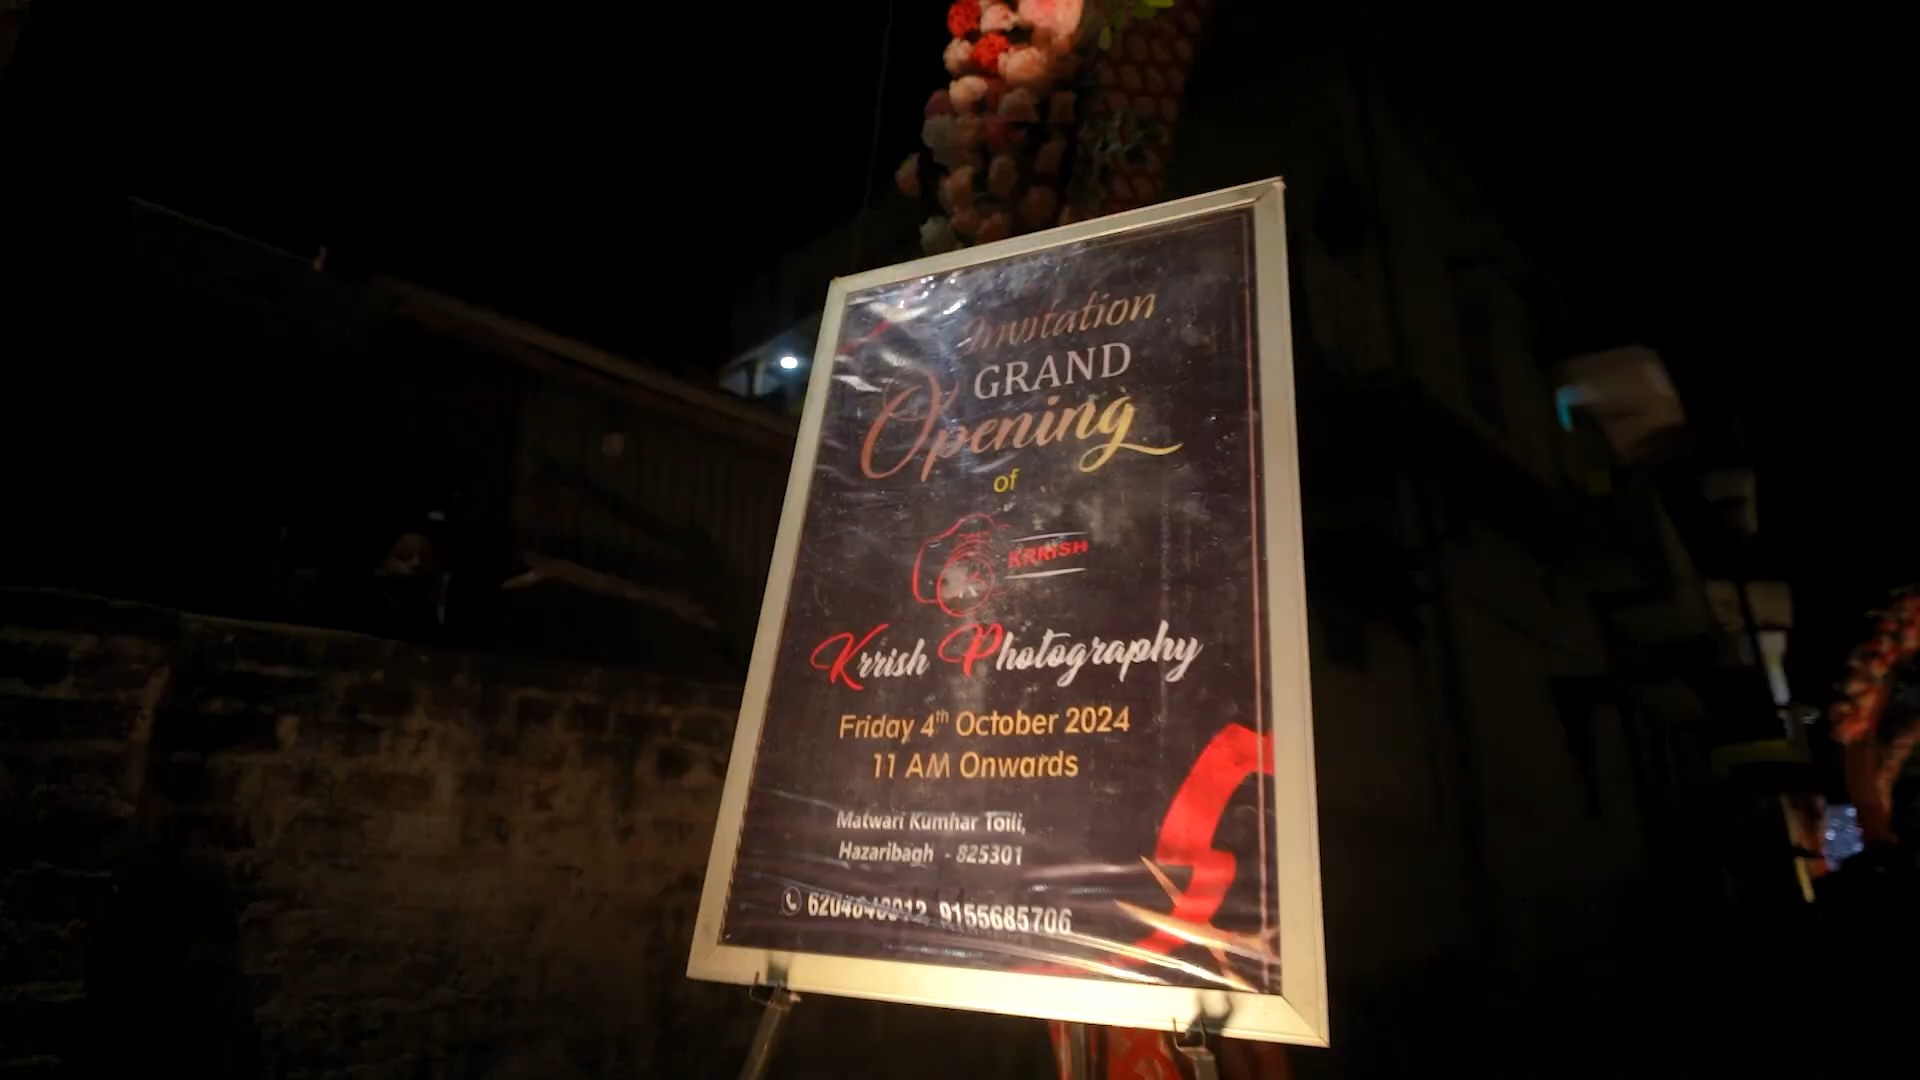 Invitation
GRAND
Opening
of
KRRISH
Krrish Photography
Friday 4th October 2024
11 AM Onwards
Matwari Kumhar Toili,
Hazaribagh - 825301
9155685706